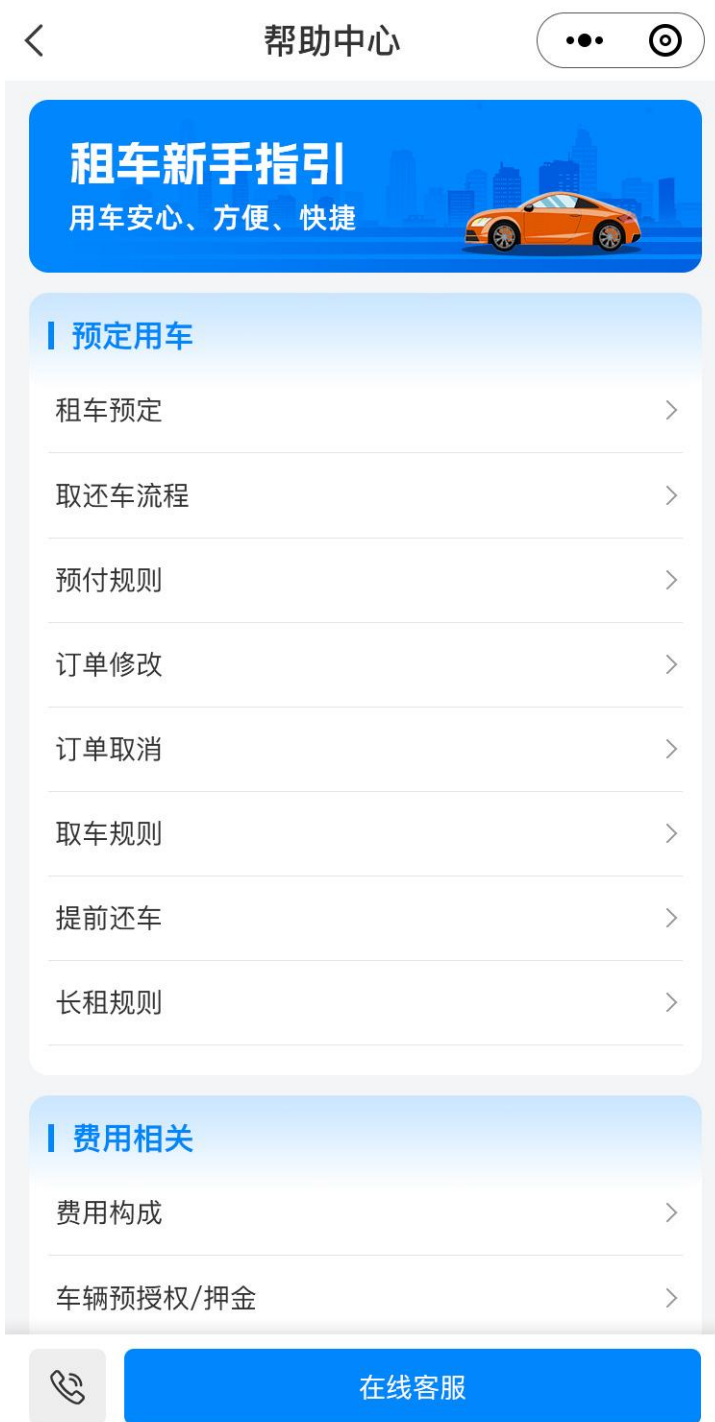 帮助中心
租车新手指引
用车安心、方便、快捷
预定用车
租车预定
取还车流程
预付规则
订单修改
订单取消
取车规则
提前还车
长租规则
费用相关
费用构成
车辆预授权/押金
在线客服